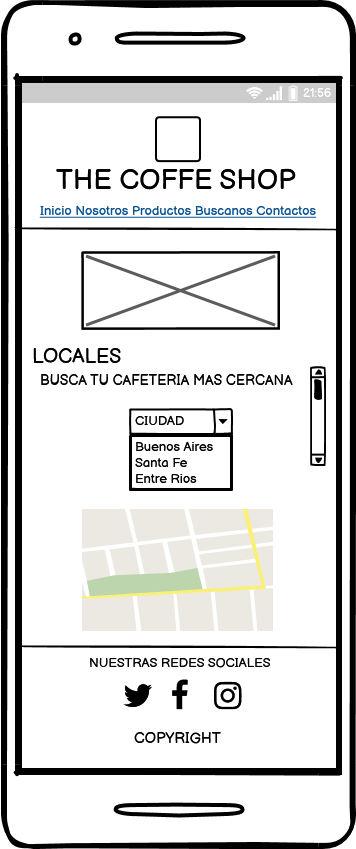 21:56
THE COFFE SHOP
Inicio Nosotros Productos Buscanos Contactos
LOCALES
BUSCA TU CAFETERIA MAS CERCANA
CIUDAD
Buenos Aires
Santa Fe
Entre Rios
NUESTRAS REDES SOCIALES
COPYRIGHT